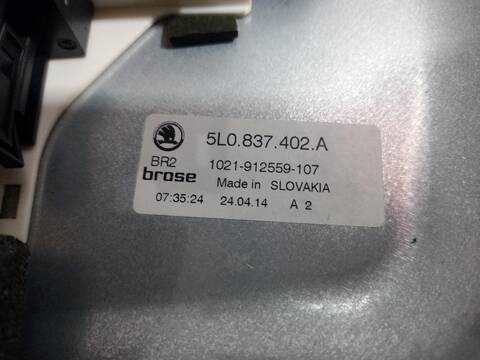 5L0.837.402.A
BR2
1021-912559-107
brose
Made in SLOVAKIA
07:35:24 24.04.14 A 2